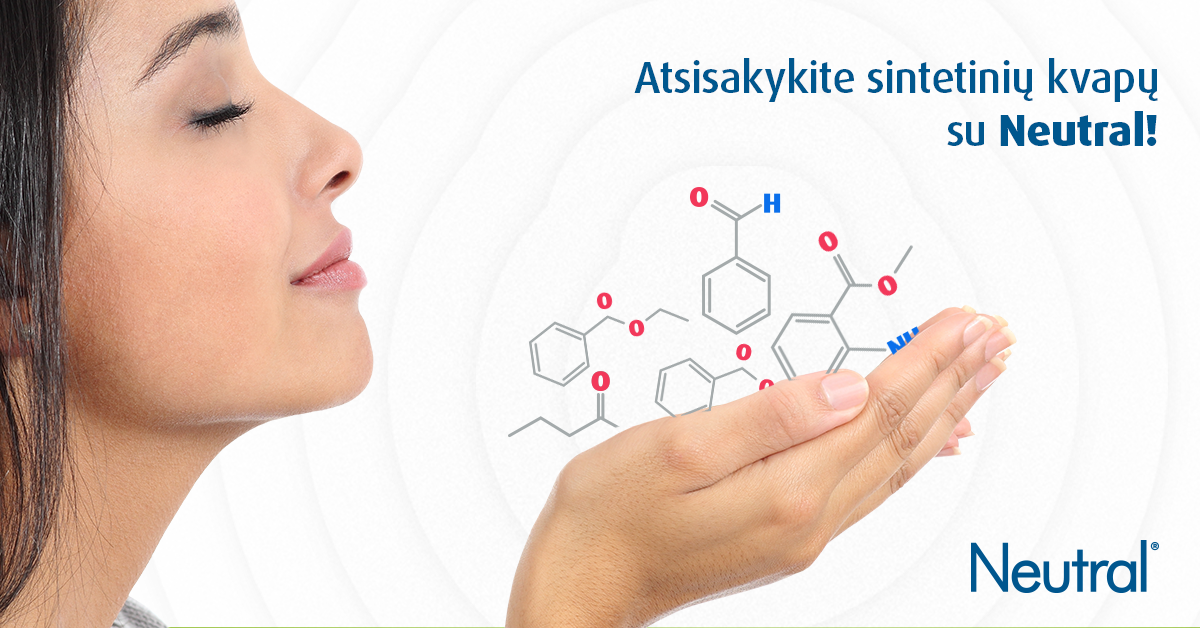 Atsisakykite sintetinių kvapų
su Neutral!
O
H
O
O
O
O
O
O
O
NH
Neutral®